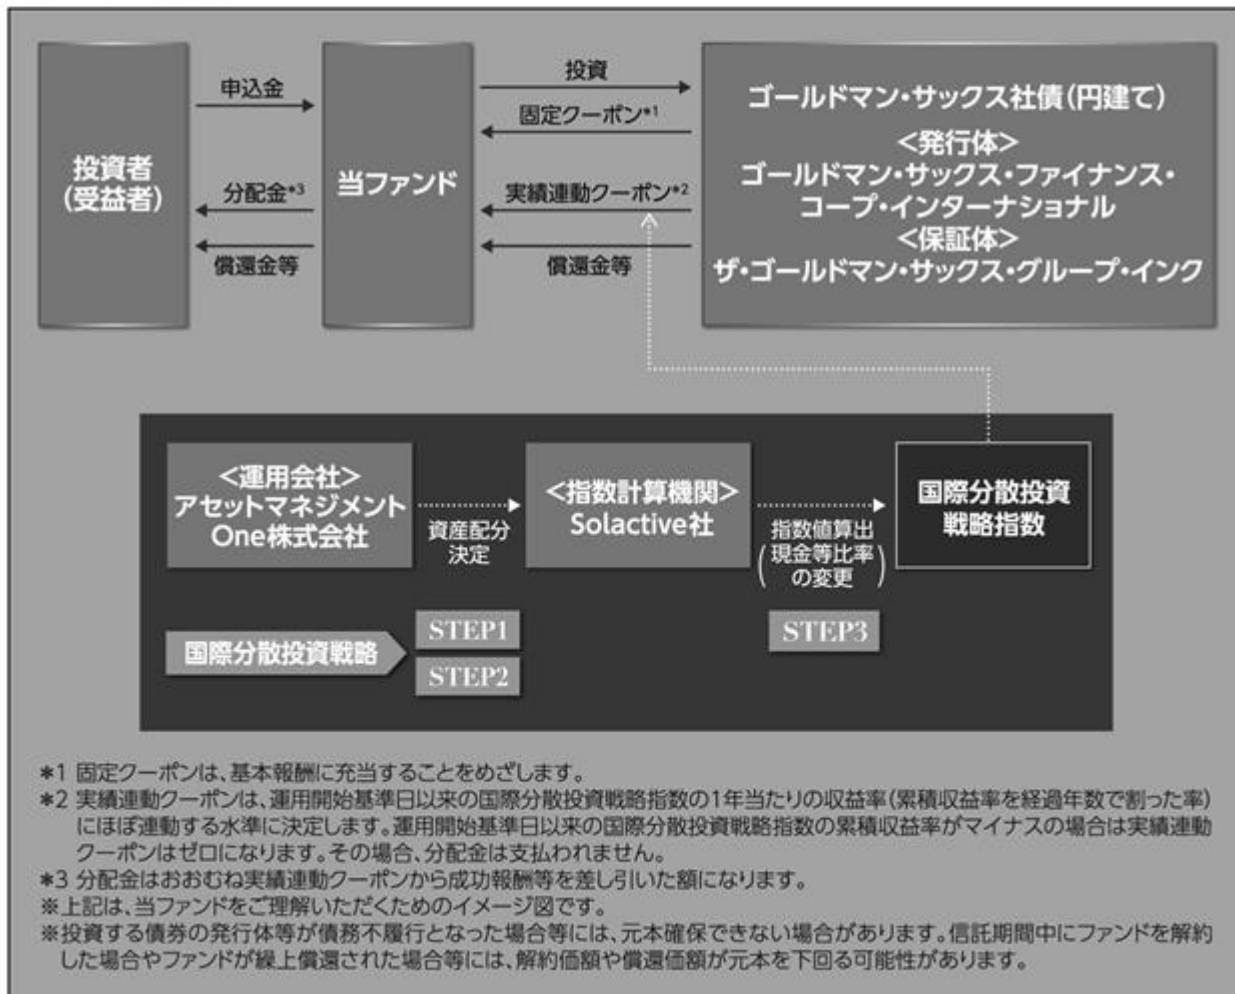 申込金
投資
固定クーポン*1
投資者
(受益者)
分配金*3
当ファンド
実績連動クーポン*2
償還金等
償還金等
ゴールドマン・サックス社債(円建て)
<発行体>
ゴールドマン・サックス・ファイナンス・
コープ・インターナショナル
<保証体>
ザ・ゴールドマン・サックス・グループ・インク
<運用会社>
アセットマネジメント
One株式会社
資産配分
決定
<指数計算機関>
Solactive社
指数値算出
(現金等比率
の変更)
国際分散投資
戦略指数
国際分散投資戦略
STEP1
STEP2
STEP3
*1 固定クーポンは、基本報酬に充当することをめざします。
*2 実績連動クーポンは、運用開始基準日以来の国際分散投資戦略指数の1年当たりの収益率(累積収益率を経過年数で割った率)
にほぼ連動する水準に決定します。運用開始基準日以来の国際分散投資戦略指数の累積収益率がマイナスの場合は実績連動
クーポンはゼロになります。その場合、分配金は支払われません。
*3 分配金はおおむね実績連動クーポンから成功報酬等を差し引いた額になります。
※上記は、当ファンドをご理解いただくためのイメージ図です。
※投資する債券の発行体等が債務不履行となった場合等には、元本確保できない場合があります。信託期間中にファンドを解約
した場合やファンドが繰上償還された場合等には、解約価額や償還価額が元本を下回る可能性があります。